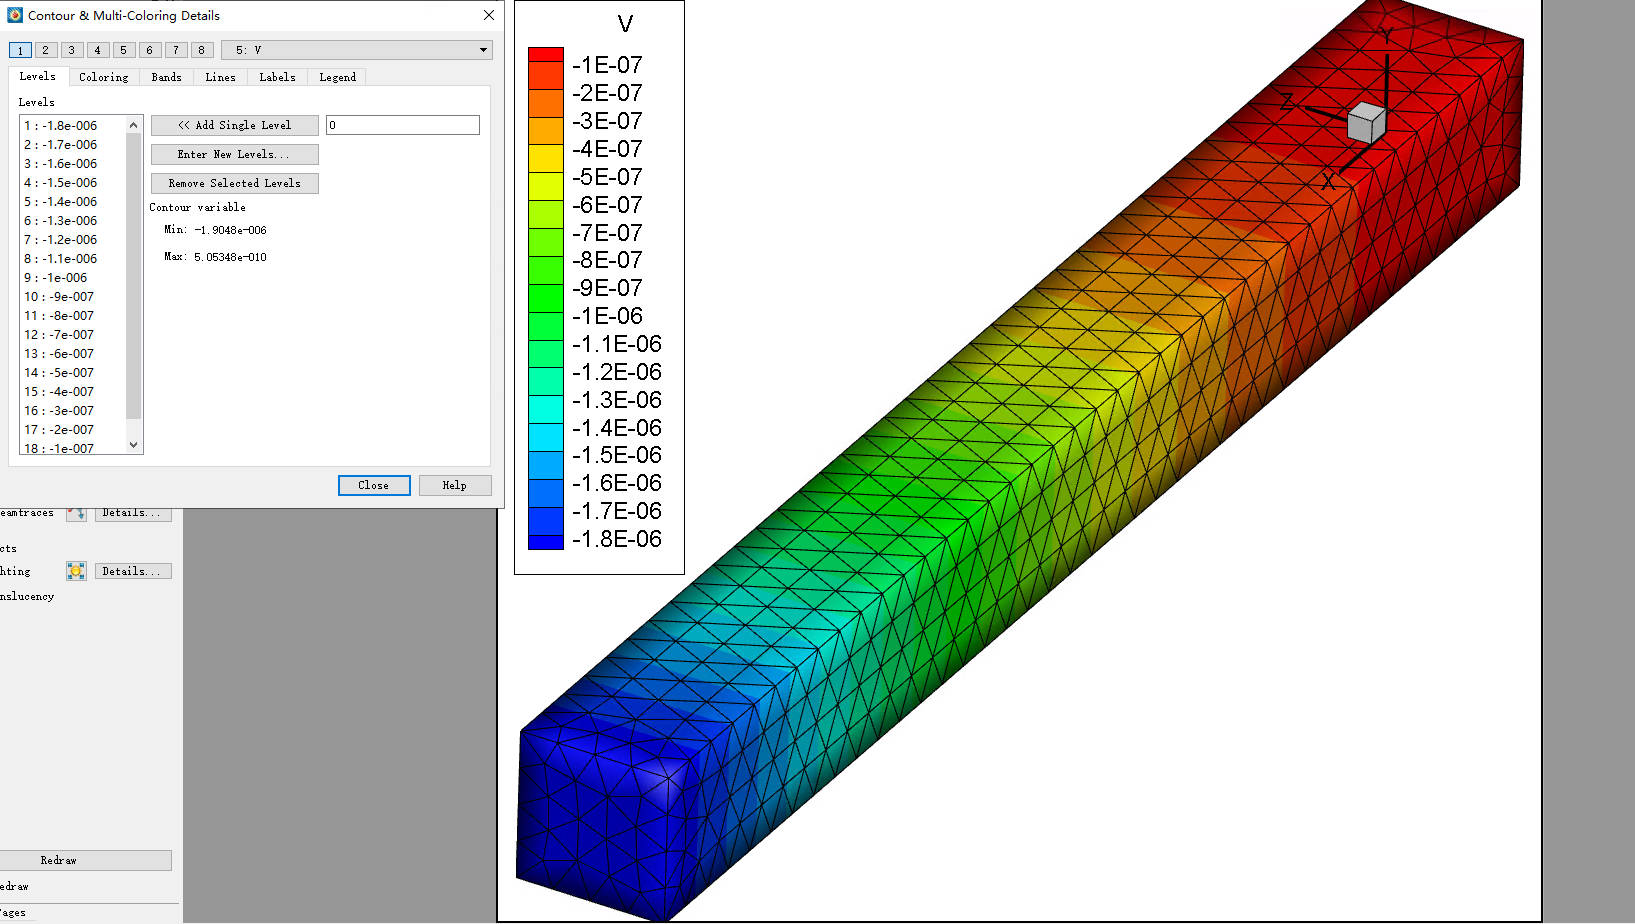 Contour & Multi-Coloring Details
1 2 3 4 5 6 7 8 5: V
Levels Coloring Bands Lines Labels Legend
Levels
1 : -1.8e-006
2 : -1.7e-006
3 : -1.6e-006
4 : -1.5e-006
5 : -1.4e-006
6 : -1.3e-006
7 : -1.2e-006
8 : -1.1e-006
9 : -1e-006
10 : -9e-007
11 : -8e-007
12 : -7e-007
13 : -6e-007
14 : -5e-007
15 : -4e-007
16 : -3e-007
17 : -2e-007
18 : -1e-007
<< Add Single Level 0
Enter New Levels...
Remove Selected Levels
Contour variable
Min: -1.9048e-006
Max: 5.05348e-010
Close Help
eamtraces Details...
cts
hting Details...
nslucency
Redraw
edraw
ages
V
-1E-07
-2E-07
-3E-07
-4E-07
-5E-07
-6E-07
-7E-07
-8E-07
-9E-07
-1E-06
-1.1E-06
-1.2E-06
-1.3E-06
-1.4E-06
-1.5E-06
-1.6E-06
-1.7E-06
-1.8E-06
Y
Z
X